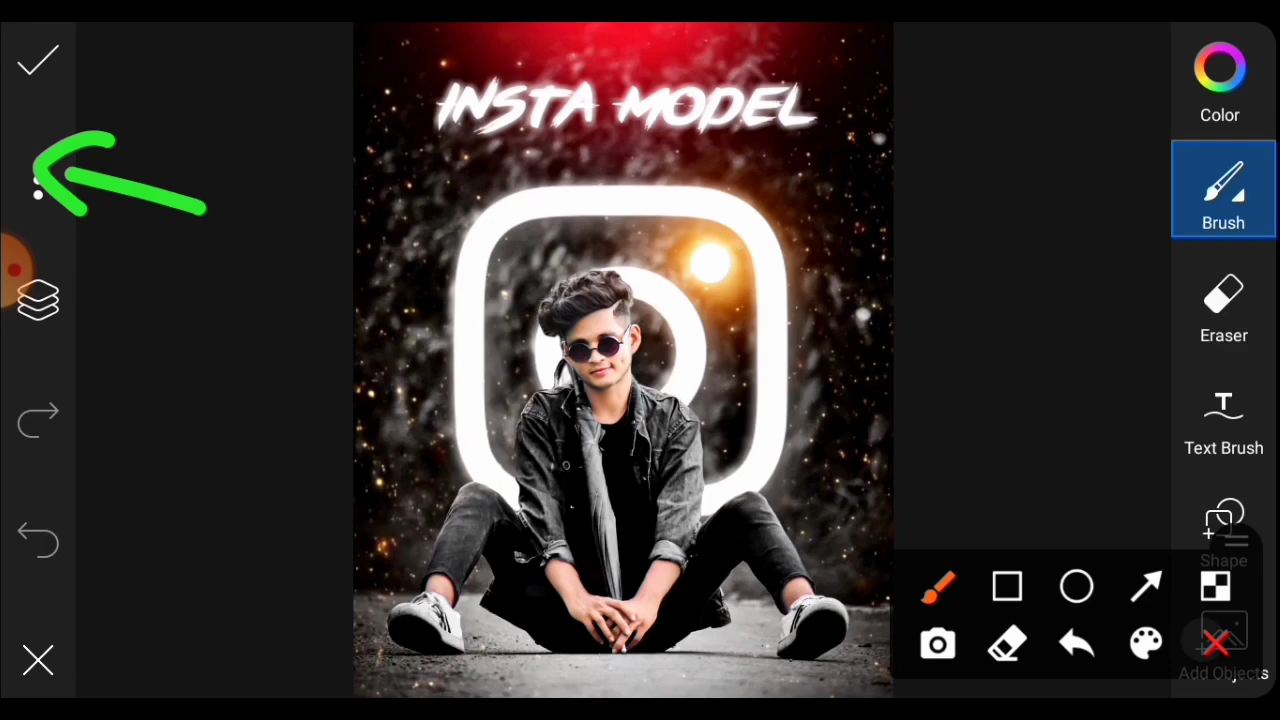 INSTA MODEL
Color
Brush
Eraser
Text Brush
Shape
Add Objects